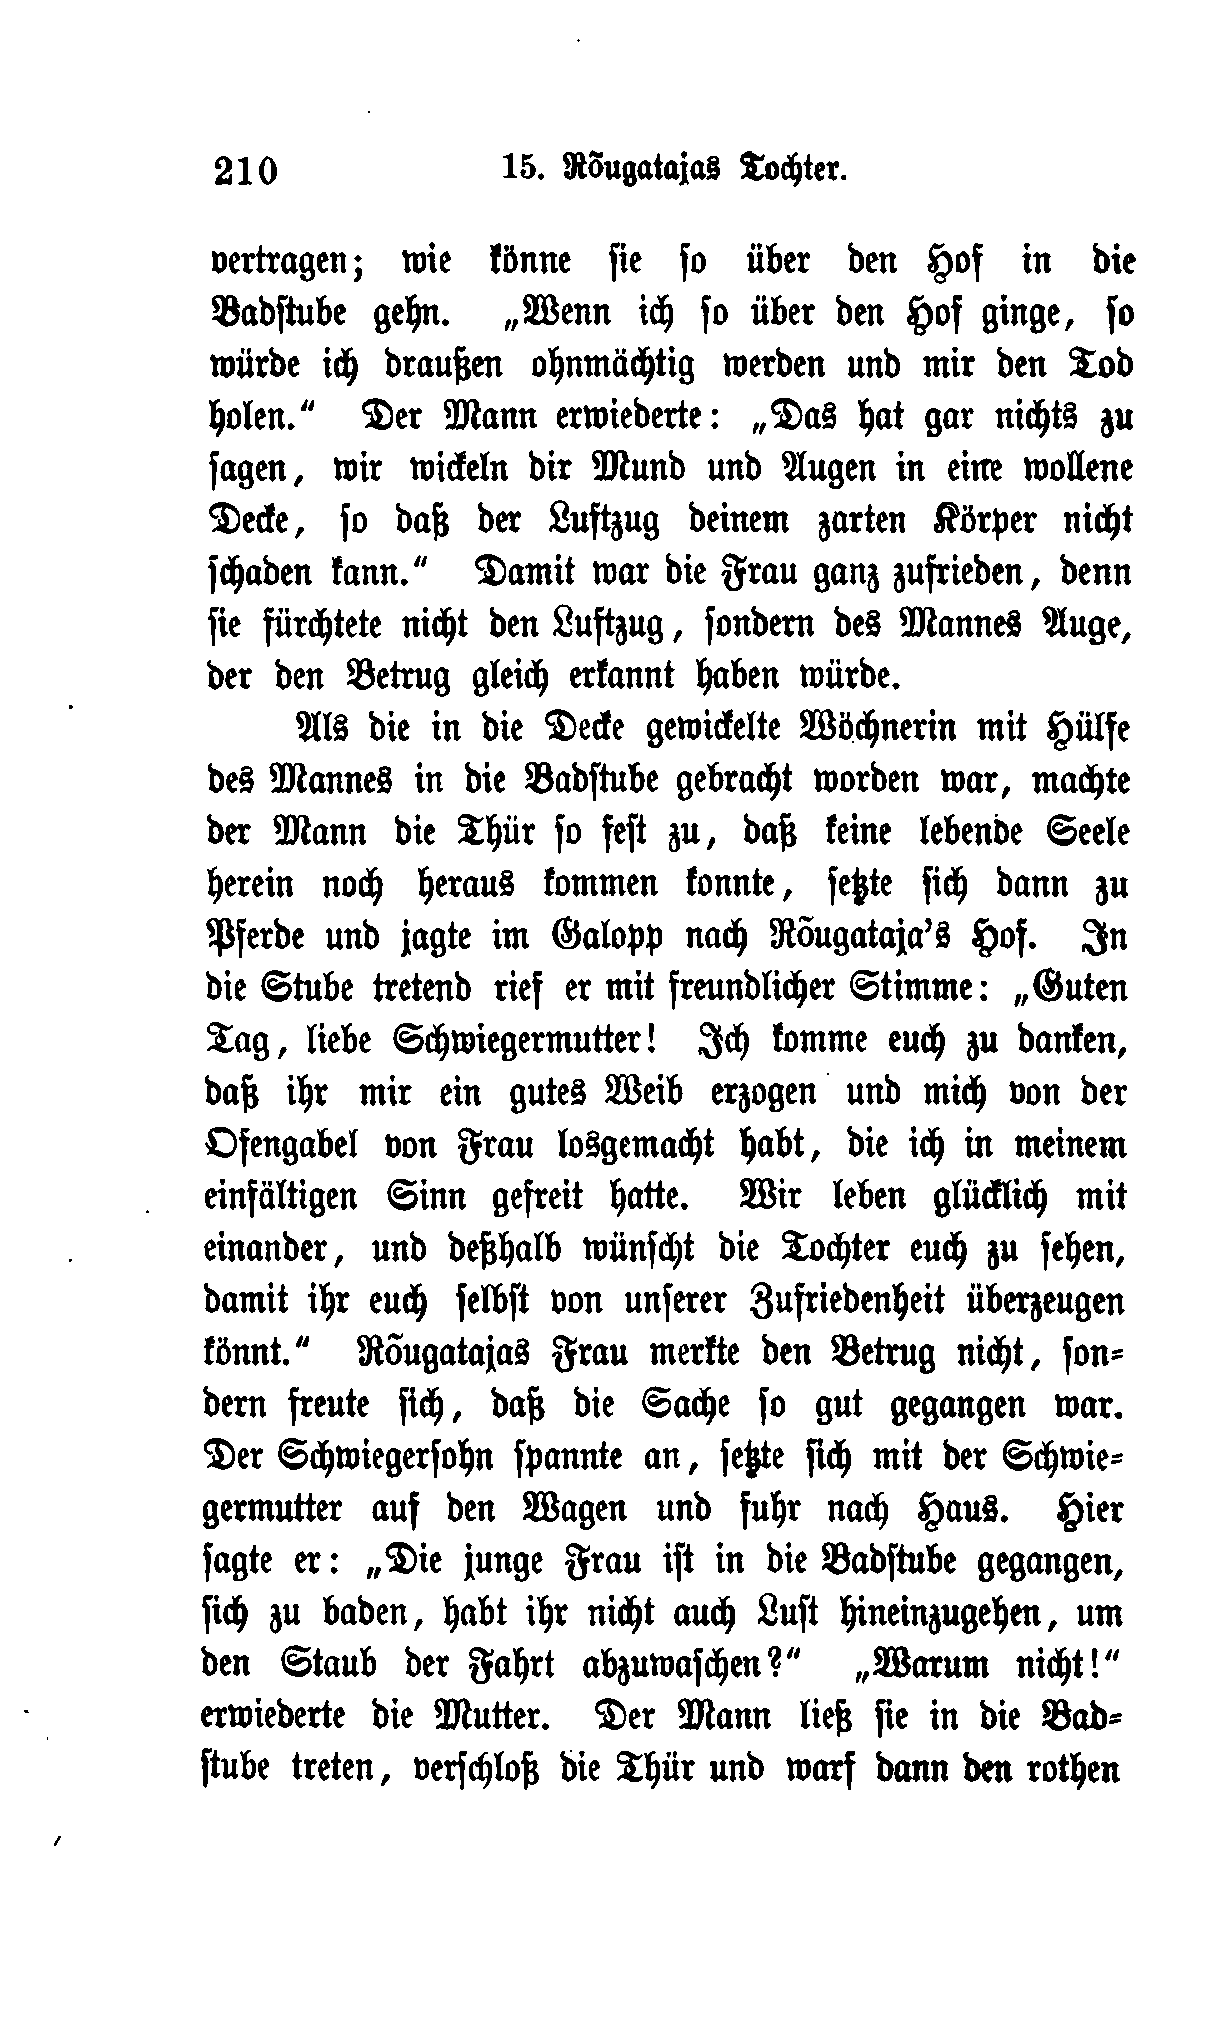 210 15. Rõugatajas Tochter.
vertragen; wie könne sie so über den Hof in die
Badstube gehn. „Wenn ich so über den Hof ginge, so
würde ich draußen ohnmächtig werden und mir den Tod
holen.“ Der Mann erwiederte: „Das hat gar nichts zu
sagen, wir wickeln dir Mund und Augen in eine wollene
Decke, so daß der Luftzug deinem zarten Körper nicht
schaden kann.“ Damit war die Frau ganz zufrieden, denn
sie fürchtete nicht den Luftzug, sondern des Mannes Auge,
der den Betrug gleich erkannt haben würde.
Als die in die Decke gewickelte Wöchnerin mit Hülfe
des Mannes in die Badstube gebracht worden war, machte
der Mann die Thür so fest zu, daß keine lebende Seele
herein noch heraus kommen konnte, setzte sich dann zu
Pferde und jagte im Galopp nach Rõugataja's Hof. In
die Stube tretend rief er mit freundlicher Stimme: „Guten
Tag, liebe Schwiegermutter! Ich komme euch zu danken,
daß ihr mir ein gutes Weib erzogen und mich von der
Ofengabel von Frau losgemacht habt, die ich in meinem
einfältigen Sinn gefreit hatte. Wir leben glücklich mit
einander, und deßhalb wünscht die Tochter euch zu sehen,
damit ihr euch selbst von unserer Zufriedenheit überzeugen
könnt.“ Rõugatajas Frau merkte den Betrug nicht, son-
dern freute sich, daß die Sache so gut gegangen war.
Der Schwiegersohn spannte an, setzte sich mit der Schwie-
germutter auf den Wagen und fuhr nach Haus. Hier
sagte er: „Die junge Frau ist in die Badstube gegangen,
sich zu baden, habt ihr nicht auch Lust hineinzugehen, um
den Staub der Fahrt abzuwaschen?“ „Warum nicht!“
erwiederte die Mutter. Der Mann ließ sie in die Bad-
stube treten, verschloß die Thür und warf dann den rothen